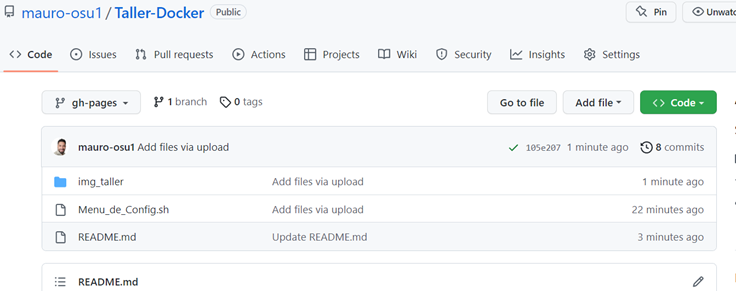 mauro-osu1 / Taller-Docker Public Pin Unwatc
Code Issues Pull requests Actions Projects Wiki Security Insights Settings
gh-pages 1 branch 0 tags Go to file Add file Code
mauro-osu1 Add files via upload 105e207 1 minute ago 8 commits
img_taller Add files via upload 1 minute ago
Menu_de_Config.sh Add files via upload 22 minutes ago
README.md Update README.md 3 minutes ago
README.md